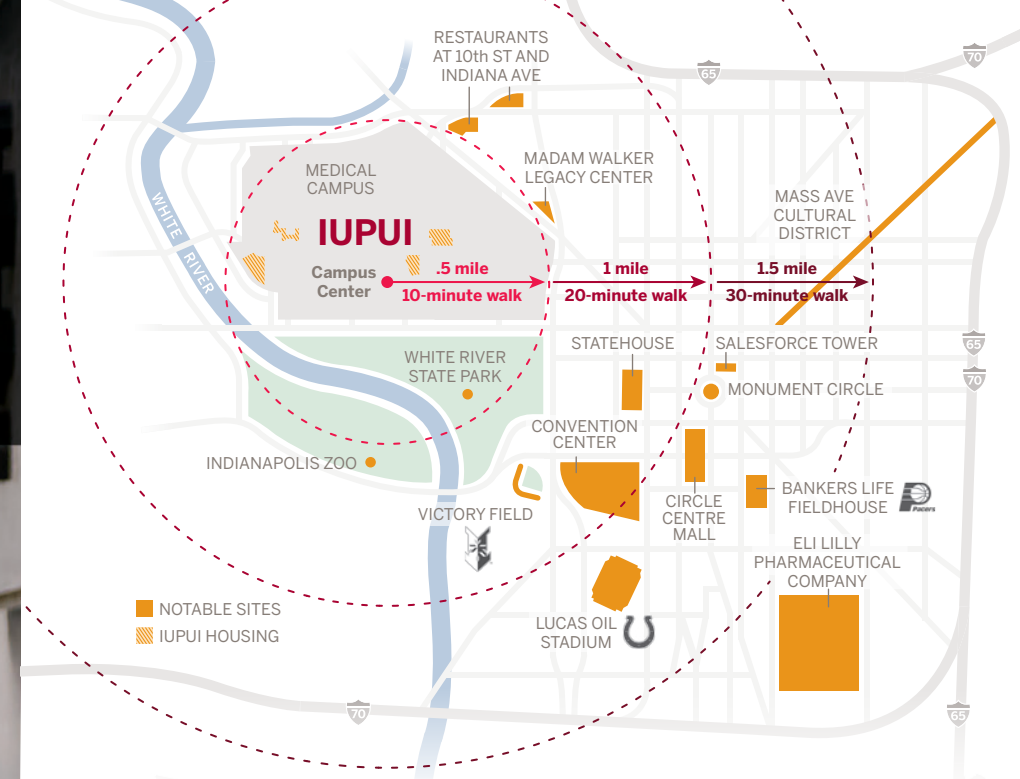 RESTAURANTS
AT 10th ST AND
INDIANA AVE
65
70
MEDICAL
CAMPUS
MADAM WALKER
LEGACY CENTER
MASS AVE
CULTURAL
DISTRICT
WHITE RIVER
IUPUI
Campus
Center
.5 mile
10-minute walk
1 mile
20-minute walk
1.5 mile
30-minute walk
STATEHOUSE
SALESFORCE TOWER
65
70
WHITE RIVER
STATE PARK
MONUMENT CIRCLE
CONVENTION
CENTER
INDIANAPOLIS ZOO
VICTORY FIELD
CIRCLE
CENTRE
MALL
BANKERS LIFE
FIELDHOUSE
Pacers
ELI LILLY
PHARMACEUTICAL
COMPANY
NOTABLE SITES
IUPUI HOUSING
LUCAS OIL
STADIUM
70
65